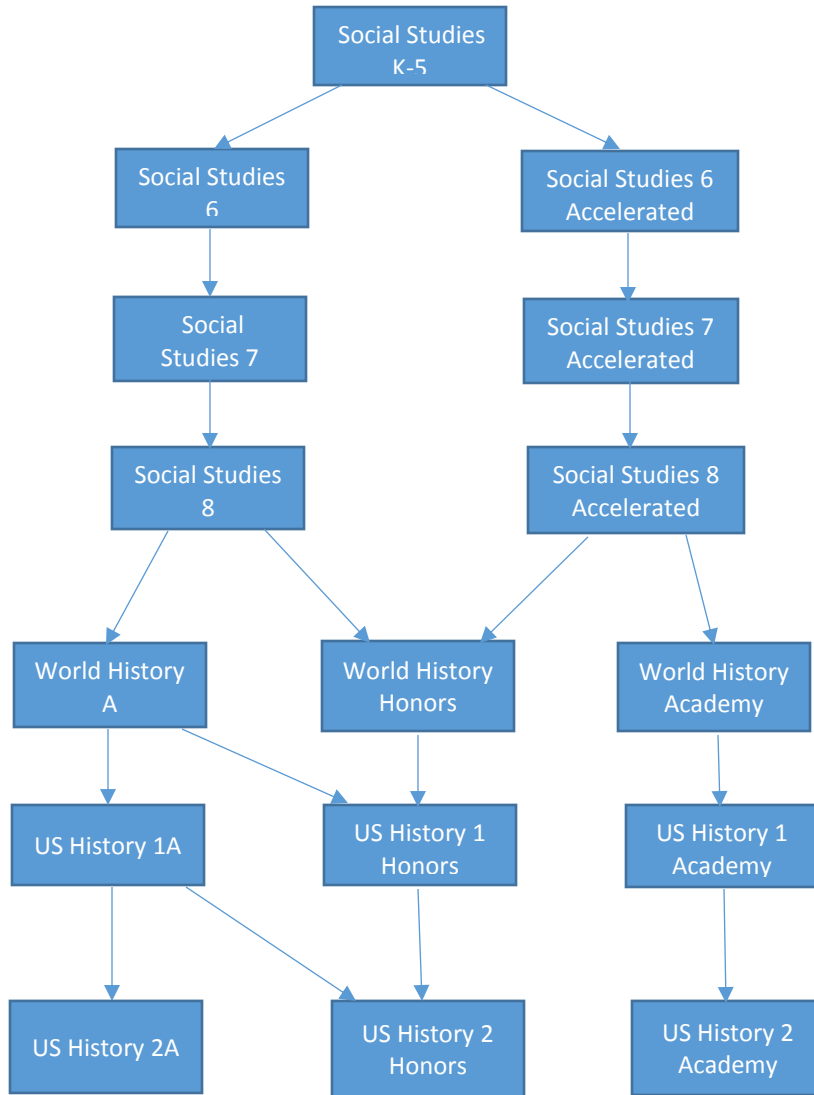 Social Studies
K-5
Social Studies
6
Social Studies 6
Accelerated
Social
Studies 7
Social Studies 7
Accelerated
Social Studies
8
Social Studies 8
Accelerated
World History
A
World History
Honors
World History
Academy
US History 1A
US History 1
Honors
US History 1
Academy
US History 2A
US History 2
Honors
US History 2
Academy